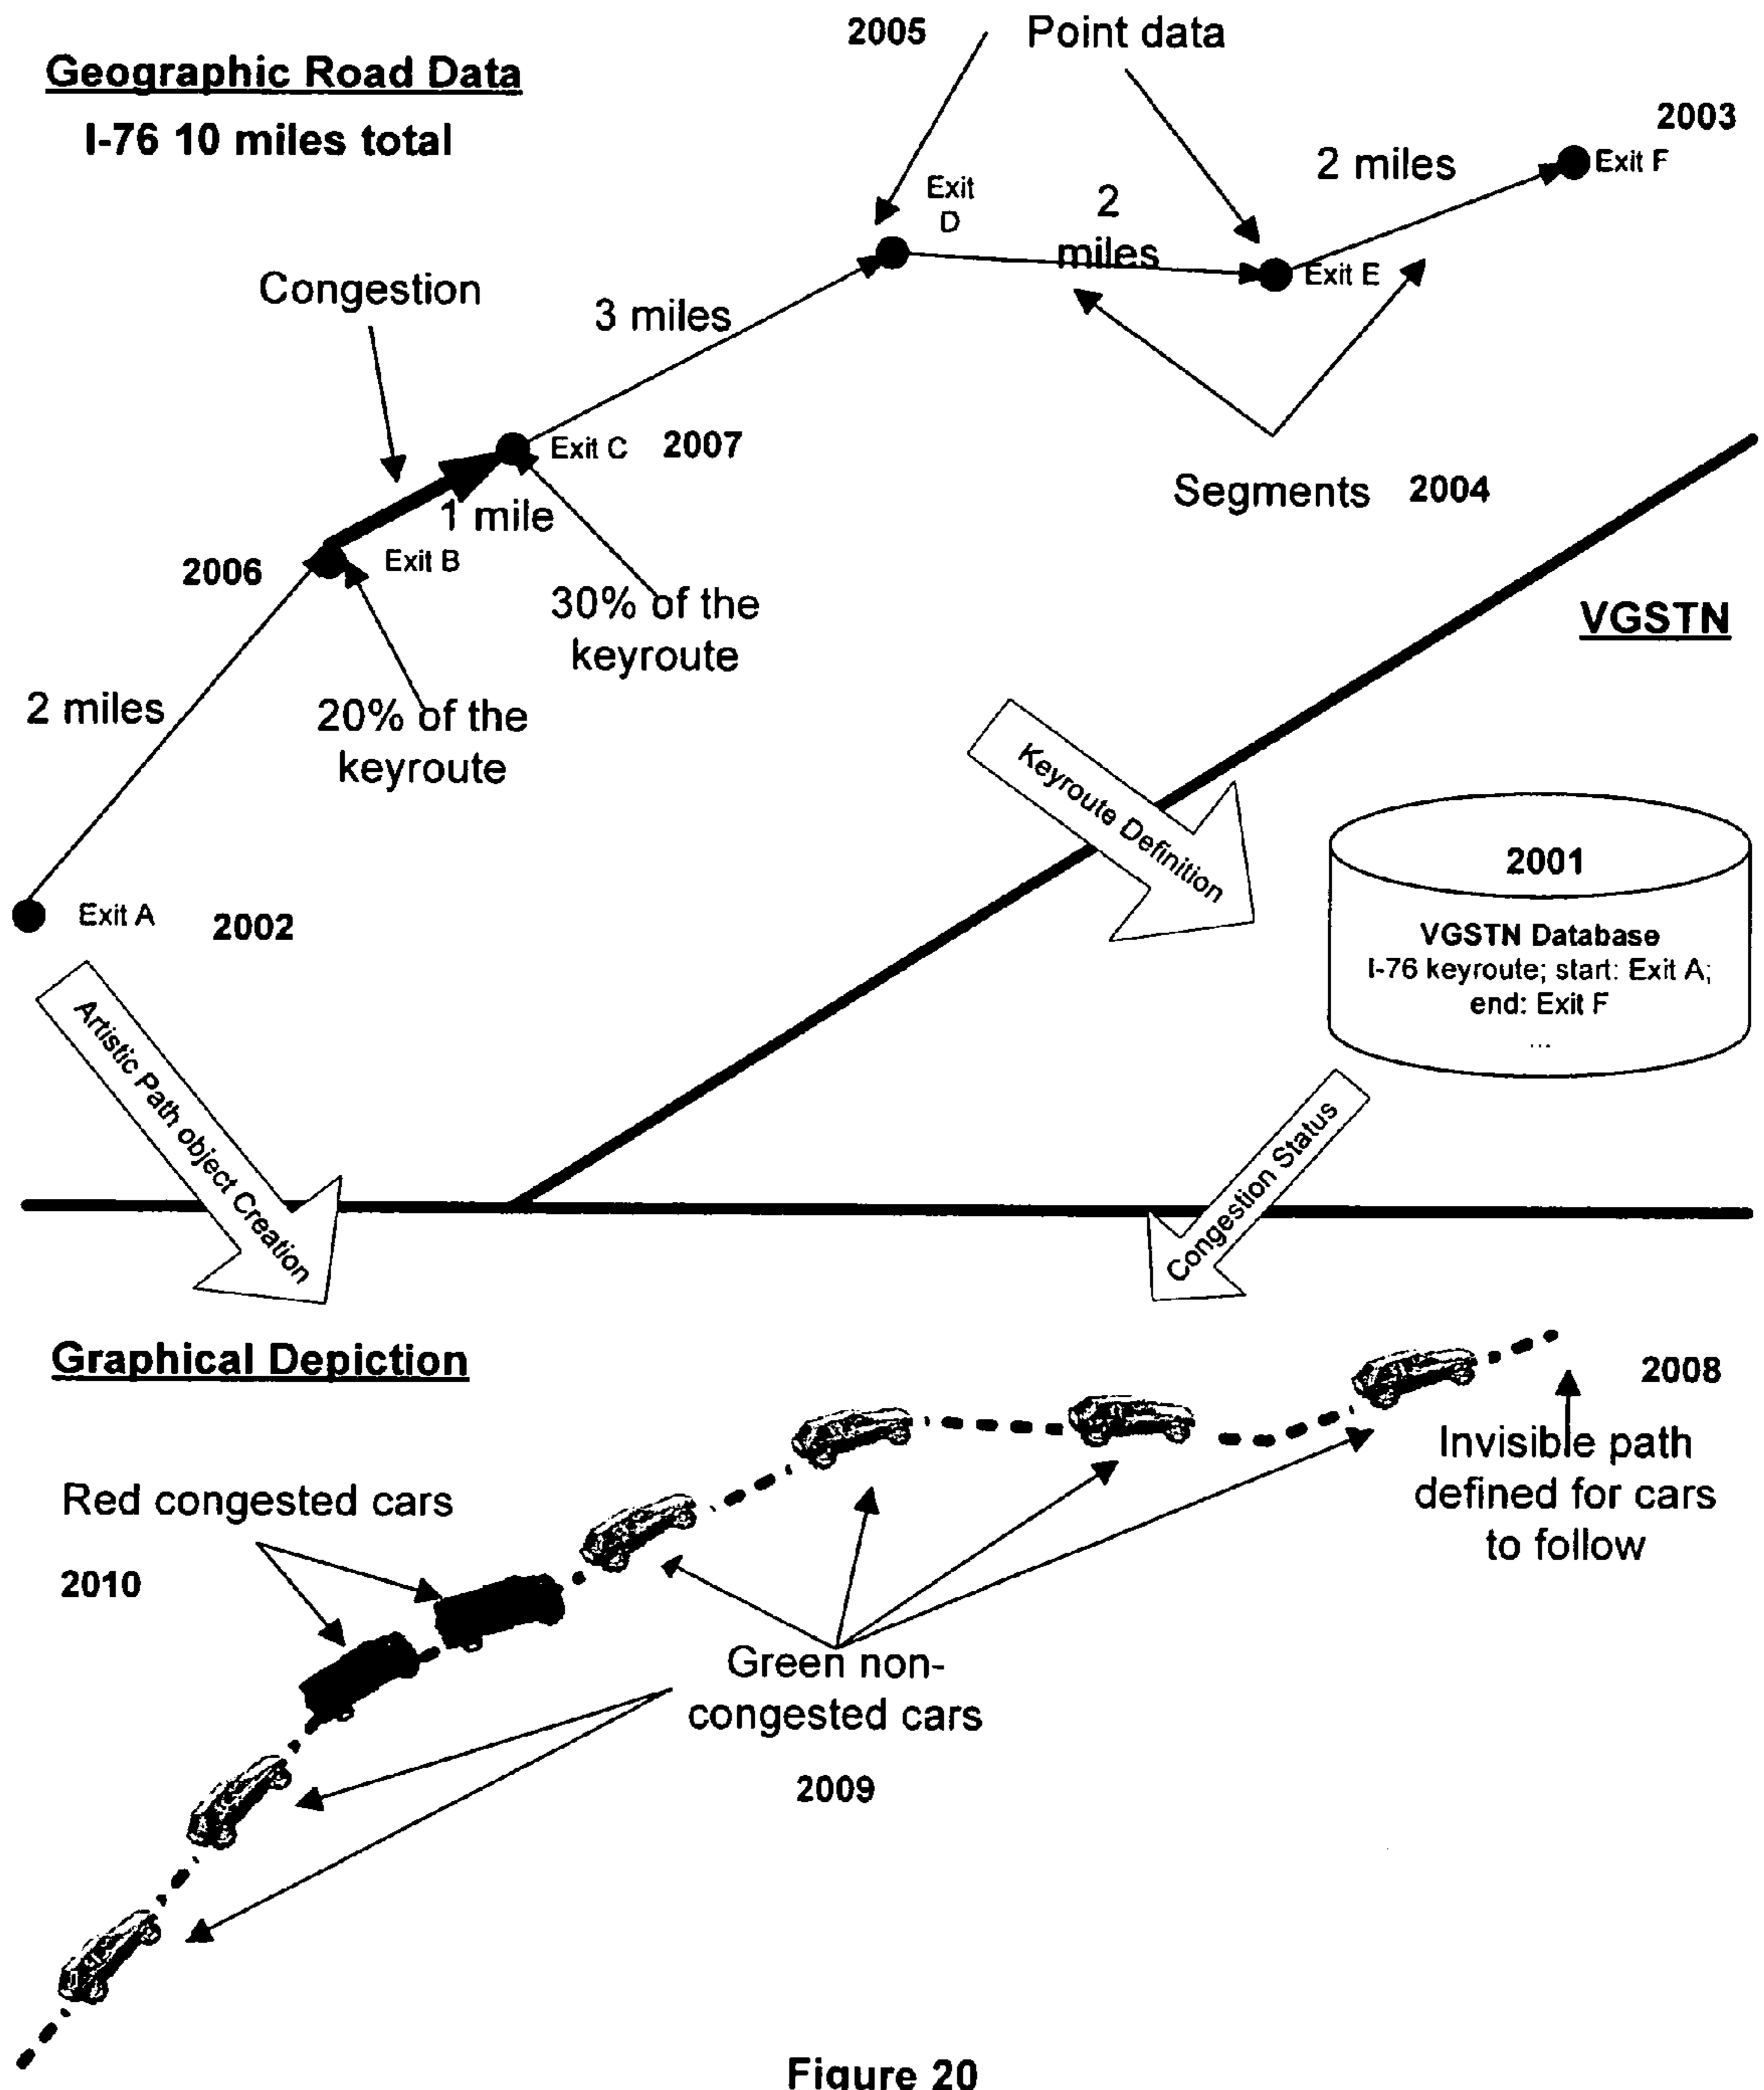 2005
Point data
Geographic Road Data
I-76 10 miles total
2003
2 miles
Exit F
Exit
D
2
miles
Exit E
Congestion
3 miles
Exit C
2007
Segments
2004
1 mile
2006
Exit B
30% of the
keyroute
VGSTN
2 miles
20% of the
keyroute
Keyroute Definition
2001
VGSTN Database
I-76 keyroute; start: Exit A;
end: Exit F
...
Exit A
2002
Artistic Path object Creation
Congestion Status
Graphical Depiction
2008
Invisible path
defined for cars
to follow
Red congested cars
2010
Green non-
congested cars
2009
Figure 20